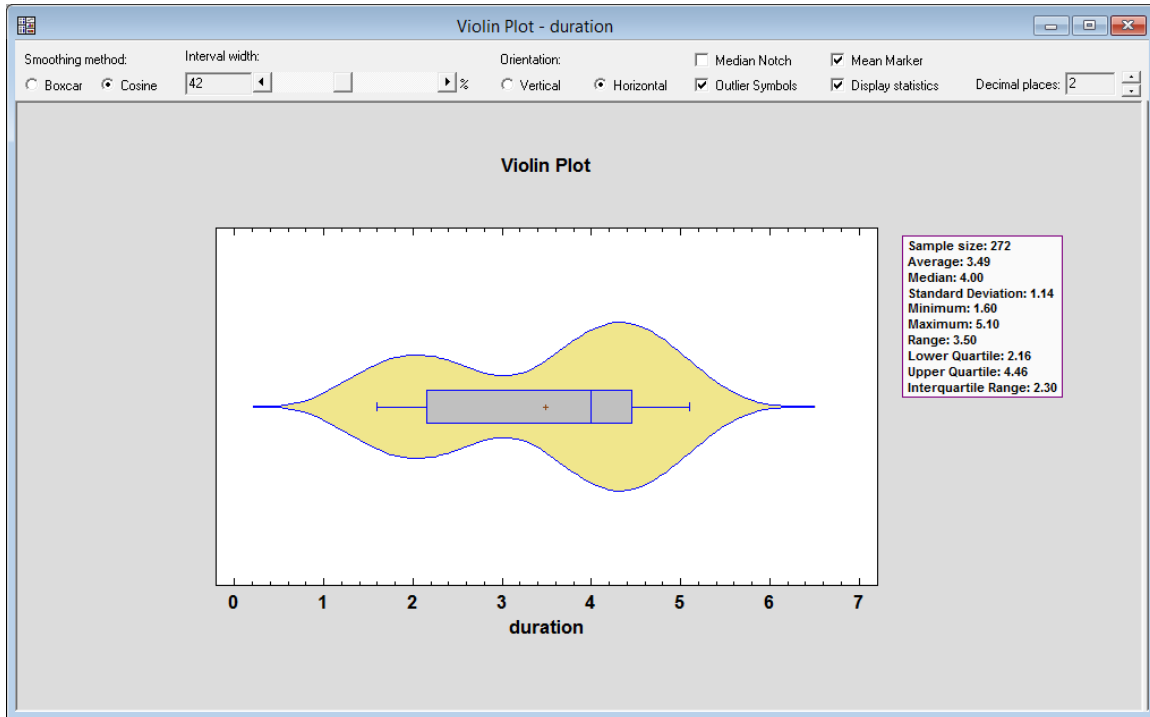 Violin Plot - duration
Smoothing method:
Boxcar Cosine
Interval width:
42 %
Orientation:
Vertical Horizontal
Median Notch
Outlier Symbols
Mean Marker
Display statistics
Decimal places: 2
Violin Plot
Sample size: 272
Average: 3.49
Median: 4.00
Standard Deviation: 1.14
Minimum: 1.60
Maximum: 5.10
Range: 3.50
Lower Quartile: 2.16
Upper Quartile: 4.46
Interquartile Range: 2.30
0 1 2 3 4 5 6 7
duration